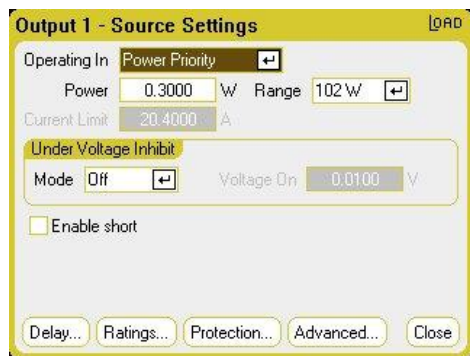 Output 1 - Source Settings LOAD
Operating In Power Priority
Power 0.3000 W Range 102 W
Current Limit 20.4000 A
Under Voltage Inhibit
Mode Off Voltage On 0.0100 V
Enable short
Delay... Ratings... Protection... Advanced... Close